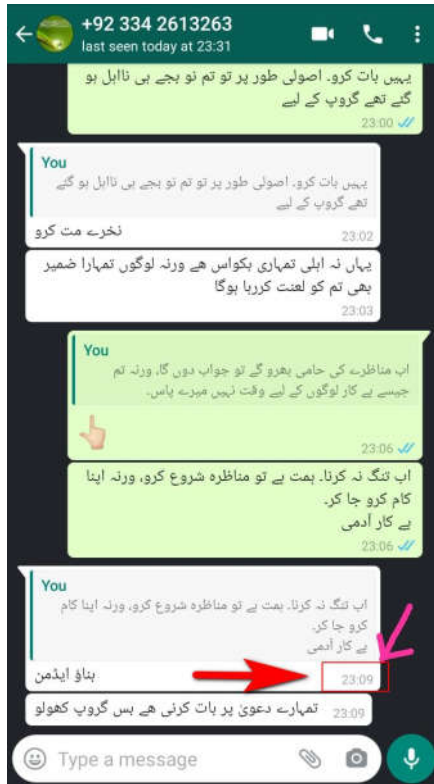 +92 334 2613263
last seen today at 23:31
یہیں بات کرو۔ اصولی طور پر تو تم نو بجے ہی نااہل ہو
گئے تھے گروپ کے لیے
23:00
You
یہیں بات کرو۔ اصولی طور پر تو تم نو بجے ہی نااہل ہو گئے
تھے گروپ کے لیے
نخرے مت کرو
23:02
یہاں نہ اہلی تمہاری بکواس ھے ورنہ لوگوں تمہارا ضمیر
بھی تم کو لعنت کررہا ہوگا
23:03
You
اب مناظرے کی حامی بھرو گے تو جواب دوں گا، ورنہ تم
جیسے بے کار لوگوں کے لیے وقت نہیں میرے پاس۔
23:06
اب تنگ نہ کرنا۔ ہمت ہے تو مناظرہ شروع کرو، ورنہ اپنا
کام کرو جا کر۔
بے کار آدمی
23:06
You
اب تنگ نہ کرنا۔ ہمت ہے تو مناظرہ شروع کرو، ورنہ اپنا کام
کرو جا کر۔
بے کار آدمی
بناؤ ایڈمن
23:09
تمہارے دعویٰ پر بات کرنی ھے بس گروپ کھولو
23:09
Type a message